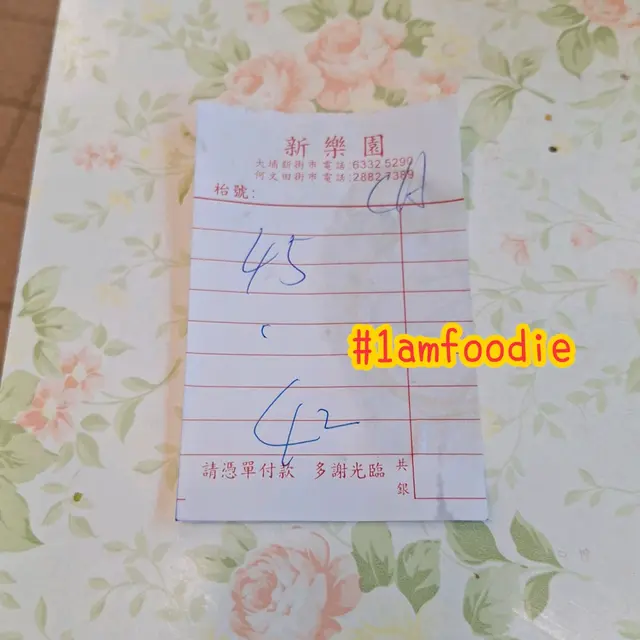 新樂園
大埔新街市電話:6332 5290
何文田街市電話:2882 7389
枱號:
45
#1amfoodie
42
請憑單付款 多謝光臨 共銀